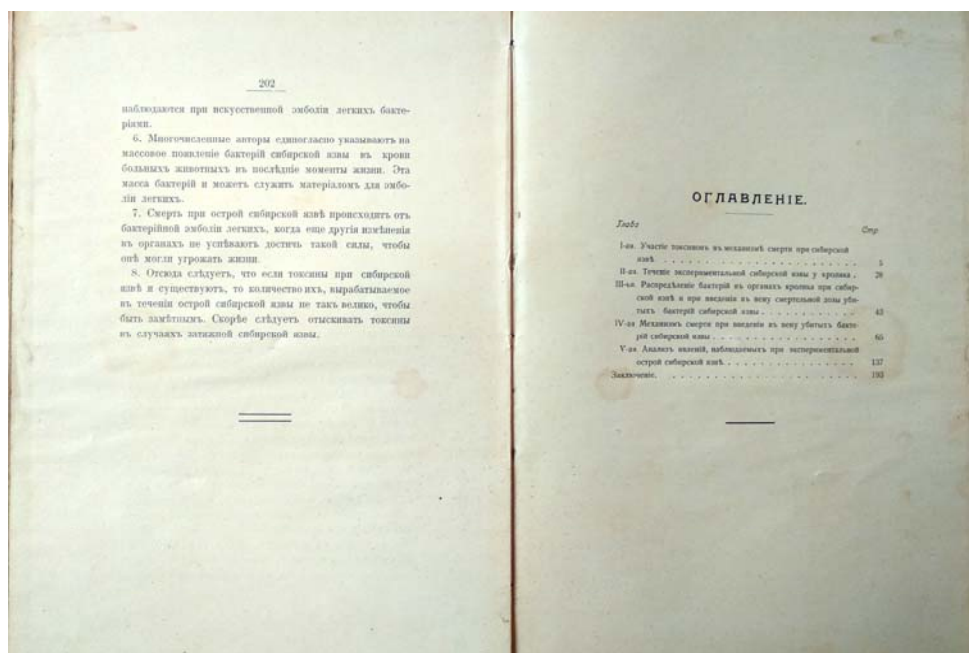 202
наблюдаются при искусственной эмболіи легкихъ бакте-
ріями.
6. Многочисленные авторы единогласно указываютъ на
массовое появленіе бактерій сибирской язвы въ крови
больныхъ животныхъ въ послѣдніе моменты жизни. Эта
масса бактерій и можетъ служить матеріаломъ для эмбо-
ліи легкихъ.
7. Смерть при острой сибирской язвѣ происходитъ отъ
бактерійной эмболіи легкихъ, когда еще другія измѣненія
въ органахъ не успѣваютъ достичь такой силы, чтобы
онѣ могли угрожать жизни.
8. Отсюда слѣдуетъ, что если токсины при сибирской
язвѣ и существуютъ, то количество ихъ, вырабатываемое
въ теченіи острой сибирской язвы не такъ велико, чтобы
быть замѣтнымъ. Скорѣе слѣдуетъ отыскивать токсины
въ случаяхъ затяжной сибирской язвы.
ОГЛАВЛЕНІЕ.
Глава Стр
I-ая. Участіе токсиновъ въ механизмѣ смерти при сибирской
язвѣ . . . . . . . . . . . . . . . . . . . . 5
II-ая. Теченіе экспериментальной сибирской язвы у кролика . 28
III-ья. Распредѣленіе бактерій въ органахъ кролика при сибир-
ской язвѣ и при введеніи въ вену смертельной дозы уби-
тыхъ бактерій сибирской язвы . . . . . . . . . . 43
IV-ая Механизмъ смерти при введеніи въ вену убитыхъ бакте-
рій сибирской язвы . . . . . . . . . . . . . . . 65
V-ая. Анализъ явленій, наблюдаемыхъ при экспериментальной
острой сибирской язвѣ . . . . . . . . . . . . . 137
Заключеніе. . . . . . . . . . . . . . . . . . . . 193